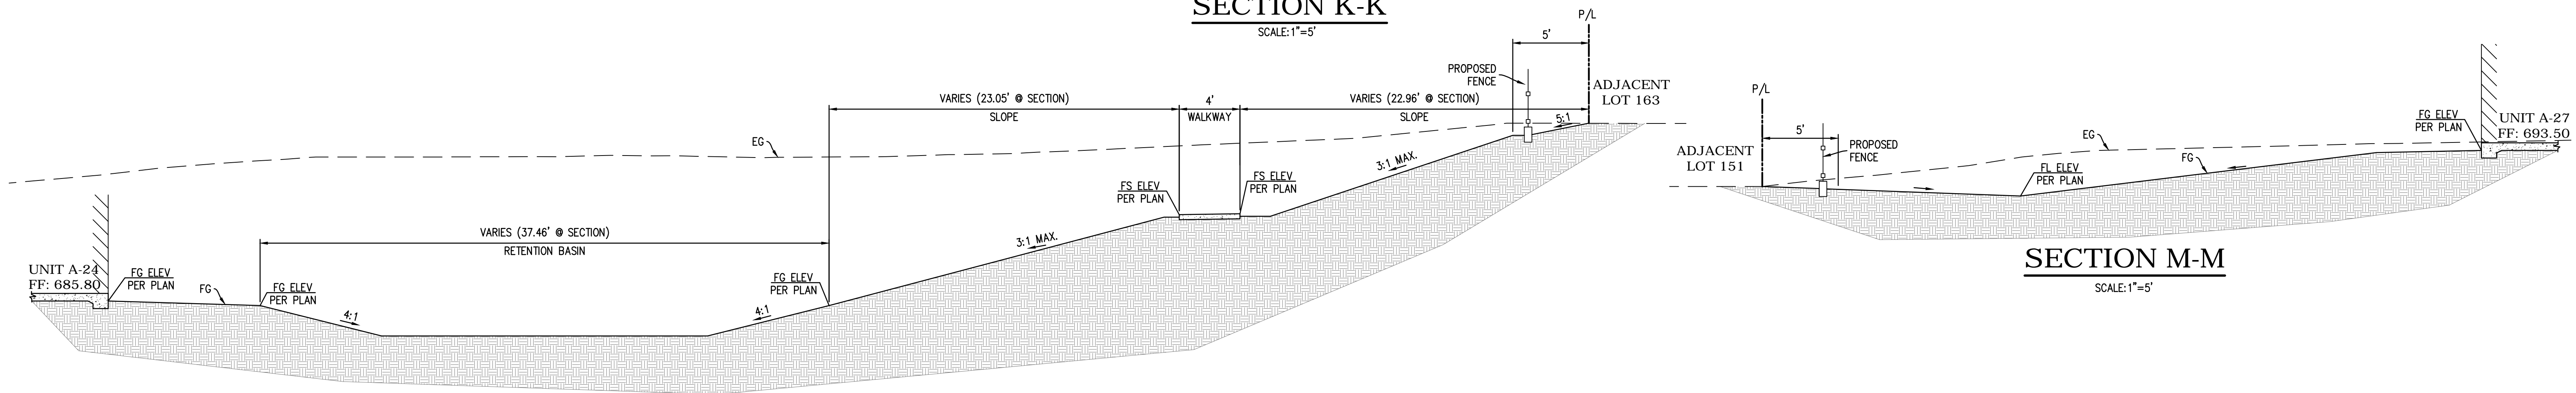 SECTION K-K
SCALE: 1"=5'
P/L
5'
PROPOSED
FENCE
ADJACENT
LOT 163
VARIES (23.05' @ SECTION)
SLOPE
4'
WALKWAY
VARIES (22.96' @ SECTION)
SLOPE
5:1
EG
3:1 MAX.
FS ELEV
PER PLAN
FS ELEV
PER PLAN
VARIES (37.46' @ SECTION)
RETENTION BASIN
3:1 MAX.
UNIT A-24
FF: 685.80
FG ELEV
PER PLAN
FG
FG ELEV
PER PLAN
4:1
FG ELEV
PER PLAN
4:1
P/L
5'
ADJACENT
LOT 151
PROPOSED
FENCE
EG
FL ELEV
PER PLAN
FG
FG ELEV
PER PLAN
UNIT A-27
FF: 693.50
SECTION M-M
SCALE: 1"=5'